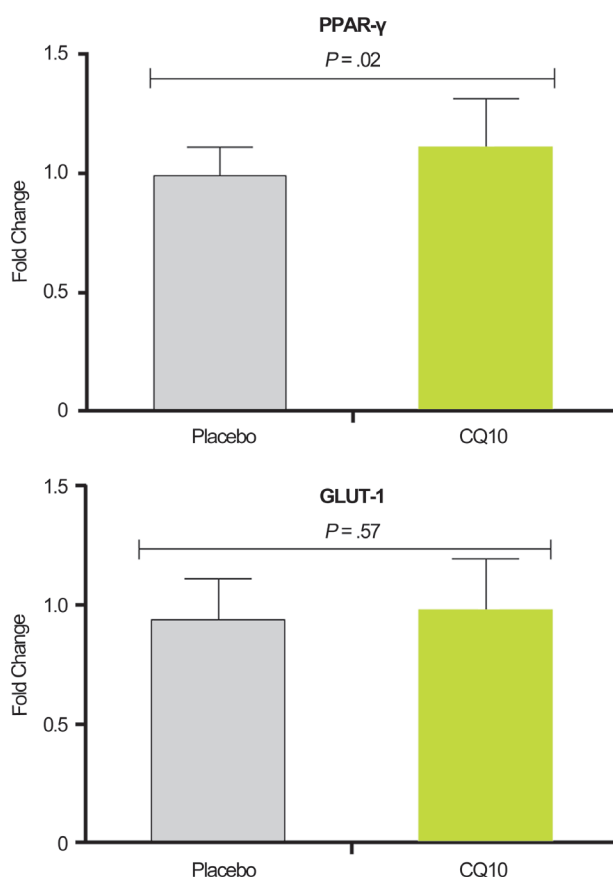 PPAR-γ
P = .02
1.5
1.0
0.5
0
Fold Change
Placebo
CQ10
GLUT-1
P = .57
1.5
1.0
0.5
0
Fold Change
Placebo
CQ10